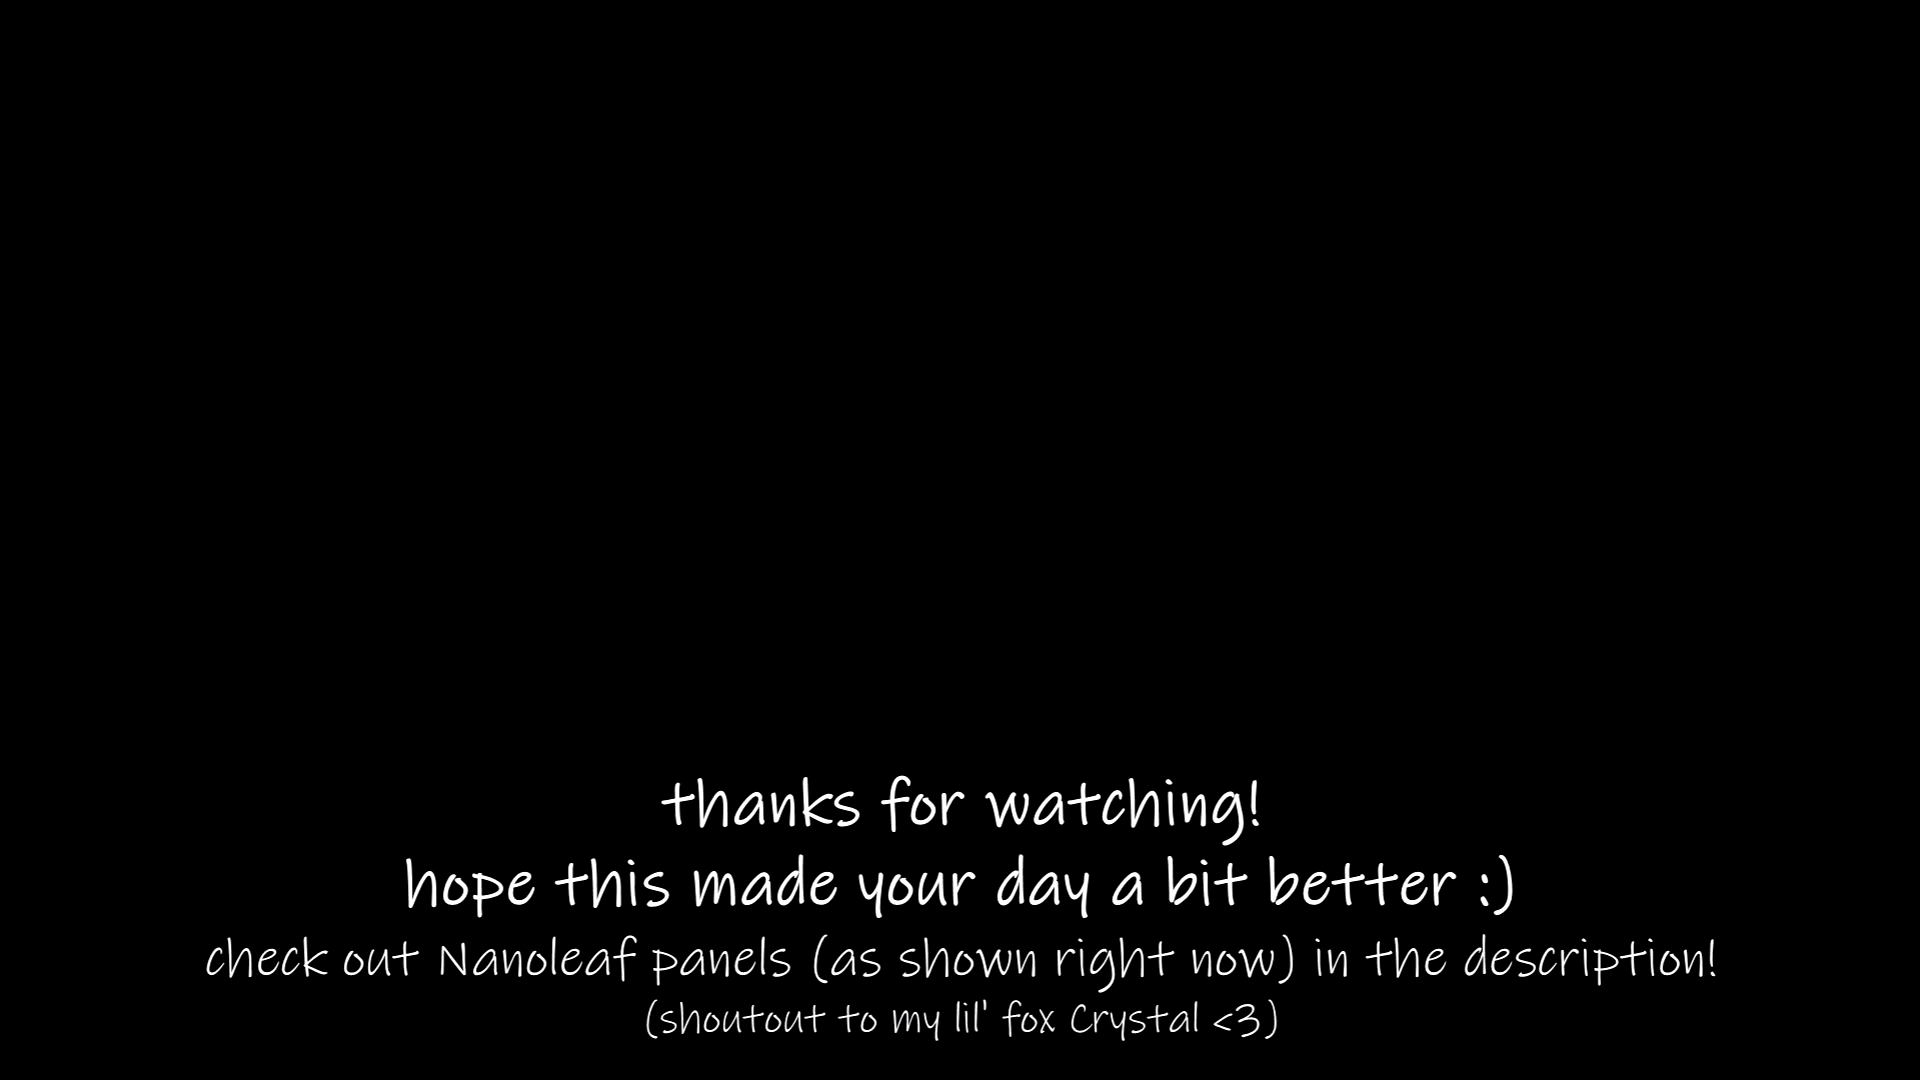 thanks for watching!
hope this made your day a bit better :)
check out Nanoleaf panels (as shown right now) in the description!
(shoutout to my lil' fox Crystal <3)